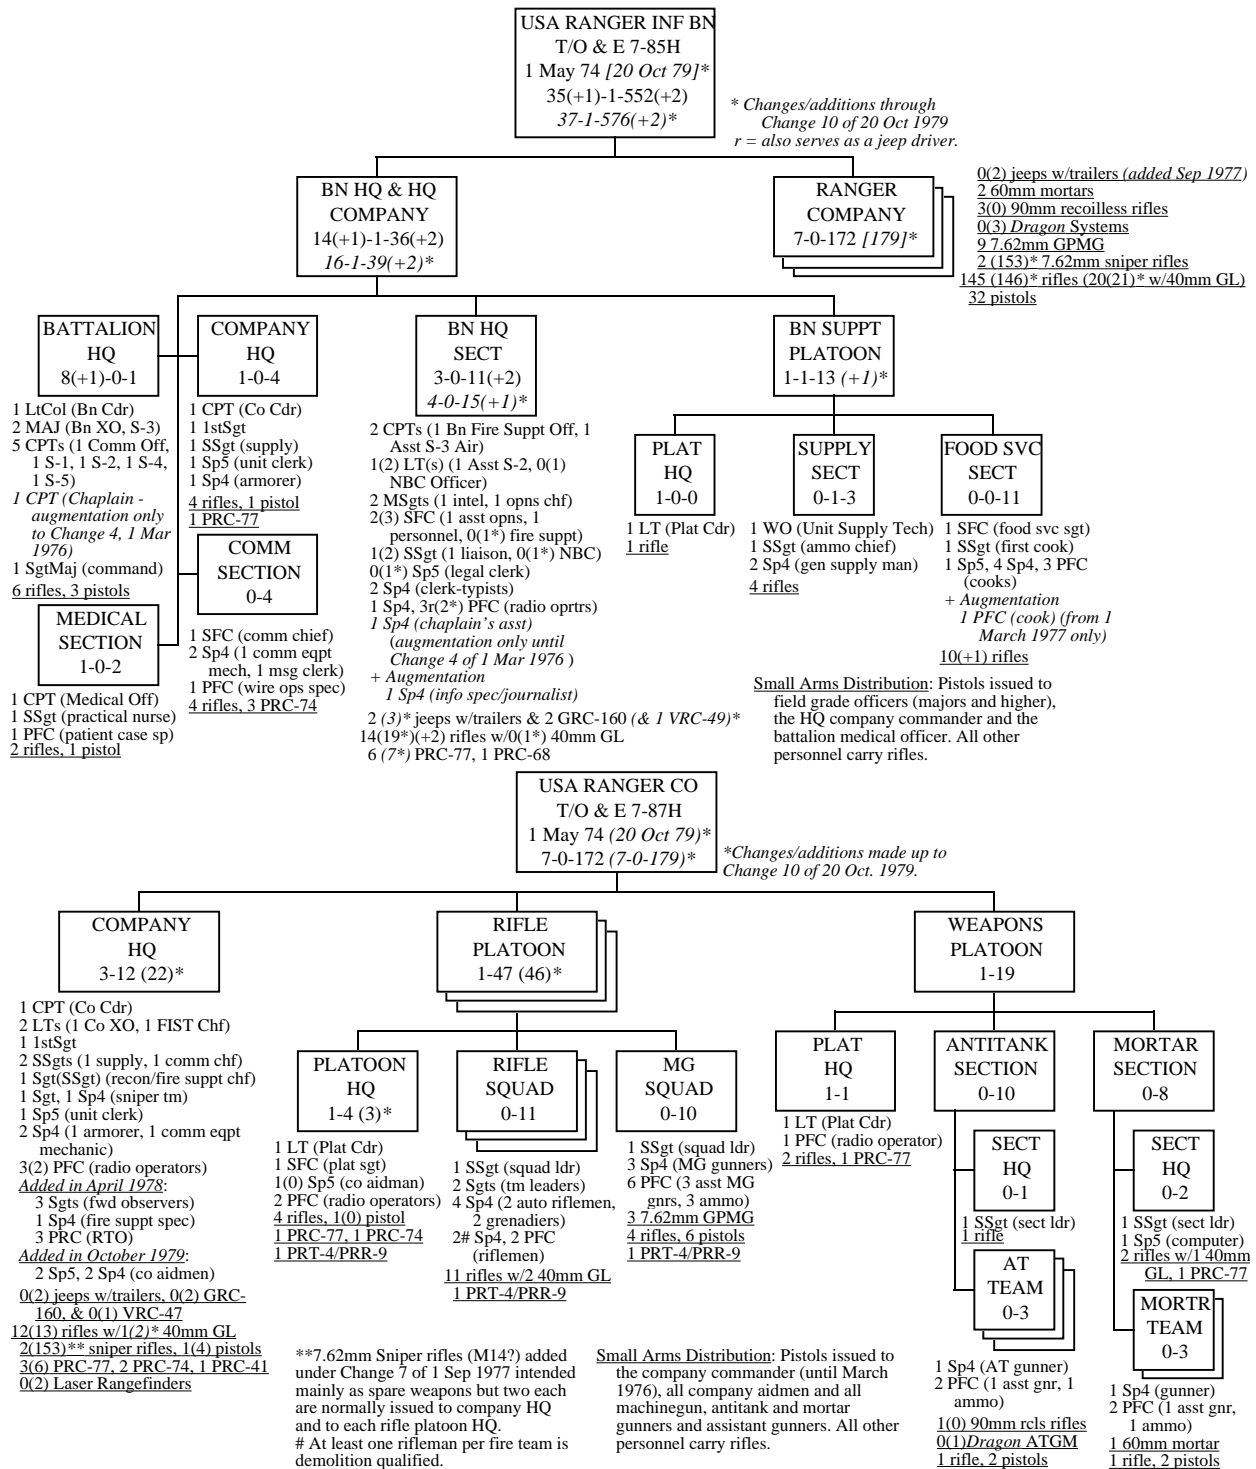 USA RANGER INF BN
T/O & E 7-85H
1 May 74 [20 Oct 79]*
35(+1)-1-552(+2)
37-1-576(+2)*
* Changes/additions through
Change 10 of 20 Oct 1979
r = also serves as a jeep driver.
BN HQ & HQ
COMPANY
14(+1)-1-36(+2)
16-1-39(+2)*
RANGER
COMPANY
7-0-172 [179]*
0(2) jeeps w/trailers (added Sep 1977)
2 60mm mortars
3(0) 90mm recoilless rifles
0(3) Dragon Systems
9 7.62mm GPMG
2 (153)* 7.62mm sniper rifles
145 (146)* rifles (20(21)* w/40mm GL)
32 pistols
BATTALION
HQ
8(+1)-0-1
1 LtCol (Bn Cdr)
2 MAJ (Bn XO, S-3)
5 CPTs (1 Comm Off,
1 S-1, 1 S-2, 1 S-4,
1 S-5)
1 CPT (Chaplain -
augmentation only
to Change 4, 1 Mar
1976)
1 SgtMaj (command)
6 rifles, 3 pistols
COMPANY
HQ
1-0-4
1 CPT (Co Cdr)
1 1stSgt
1 SSgt (supply)
1 Sp5 (unit clerk)
1 Sp4 (armorer)
4 rifles, 1 pistol
1 PRC-77
COMM
SECTION
0-4
1 SFC (comm chief)
2 Sp4 (1 comm eqpt
mech, 1 msg clerk)
1 PFC (wire ops spec)
4 rifles, 3 PRC-74
MEDICAL
SECTION
1-0-2
1 CPT (Medical Off)
1 SSgt (practical nurse)
1 PFC (patient case sp)
2 rifles, 1 pistol
BN HQ
SECT
3-0-11(+2)
4-0-15(+1)*
2 CPTs (1 Bn Fire Suppt Off, 1
Asst S-3 Air)
1(2) LT(s) (1 Asst S-2, 0(1)
NBC Officer)
2 MSgts (1 intel, 1 opns chf)
2(3) SFC (1 asst opns, 1
personnel, 0(1*) fire suppt)
1(2) SSgt (1 liaison, 0(1*) NBC)
0(1*) Sp5 (legal clerk)
2 Sp4 (clerk-typists)
1 Sp4, 3r(2*) PFC (radio oprtrs)
1 Sp4 (chaplain's asst)
(augmentation only until
Change 4 of 1 Mar 1976 )
+ Augmentation
1 Sp4 (info spec/journalist)
2 (3)* jeeps w/trailers & 2 GRC-160 (& 1 VRC-49)*
14(19*)(+2) rifles w/0(1*) 40mm GL
6 (7*) PRC-77, 1 PRC-68
BN SUPPT
PLATOON
1-1-13 (+1)*
PLAT
HQ
1-0-0
1 LT (Plat Cdr)
1 rifle
SUPPLY
SECT
0-1-3
1 WO (Unit Supply Tech)
1 SSgt (ammo chief)
2 Sp4 (gen supply man)
4 rifles
FOOD SVC
SECT
0-0-11
1 SFC (food svc sgt)
1 SSgt (first cook)
1 Sp5, 4 Sp4, 3 PFC
(cooks)
+ Augmentation
1 PFC (cook) (from 1
March 1977 only)
10(+1) rifles
Small Arms Distribution: Pistols issued to
field grade officers (majors and higher),
the HQ company commander and the
battalion medical officer. All other
personnel carry rifles.
USA RANGER CO
T/O & E 7-87H
1 May 74 (20 Oct 79)*
7-0-172 (7-0-179)*
*Changes/additions made up to
Change 10 of 20 Oct. 1979.
COMPANY
HQ
3-12 (22)*
1 CPT (Co Cdr)
2 LTs (1 Co XO, 1 FIST Chf)
1 1stSgt
2 SSgts (1 supply, 1 comm chf)
1 Sgt(SSgt) (recon/fire suppt chf)
1 Sgt, 1 Sp4 (sniper tm)
1 Sp5 (unit clerk)
2 Sp4 (1 armorer, 1 comm eqpt
mechanic)
3(2) PFC (radio operators)
Added in April 1978:
3 Sgts (fwd observers)
1 Sp4 (fire suppt spec)
3 PRC (RTO)
Added in October 1979:
2 Sp5, 2 Sp4 (co aidmen)
0(2) jeeps w/trailers, 0(2) GRC-
160, & 0(1) VRC-47
12(13) rifles w/1(2)* 40mm GL
2(153)** sniper rifles, 1(4) pistols
3(6) PRC-77, 2 PRC-74, 1 PRC-41
0(2) Laser Rangefinders
RIFLE
PLATOON
1-47 (46)*
PLATOON
HQ
1-4 (3)*
1 LT (Plat Cdr)
1 SFC (plat sgt)
1(0) Sp5 (co aidman)
2 PFC (radio operators)
4 rifles, 1(0) pistol
1 PRC-77, 1 PRC-74
1 PRT-4/PRR-9
RIFLE
SQUAD
0-11
1 SSgt (squad ldr)
2 Sgts (tm leaders)
4 Sp4 (2 auto riflemen,
2 grenadiers)
2# Sp4, 2 PFC
(riflemen)
11 rifles w/2 40mm GL
1 PRT-4/PRR-9
MG
SQUAD
0-10
1 SSgt (squad ldr)
3 Sp4 (MG gunners)
6 PFC (3 asst MG
gnrs, 3 ammo)
3 7.62mm GPMG
4 rifles, 6 pistols
1 PRT-4/PRR-9
WEAPONS
PLATOON
1-19
PLAT
HQ
1-1
1 LT (Plat Cdr)
1 PFC (radio operator)
2 rifles, 1 PRC-77
ANTITANK
SECTION
0-10
SECT
HQ
0-1
1 SSgt (sect ldr)
1 rifle
AT
TEAM
0-3
1 Sp4 (AT gunner)
2 PFC (1 asst gnr, 1
ammo)
1(0) 90mm rcls rifles
0(1)Dragon ATGM
1 rifle, 2 pistols
MORTAR
SECTION
0-8
SECT
HQ
0-2
1 SSgt (sect ldr)
1 Sp5 (computer)
2 rifles w/1 40mm
GL, 1 PRC-77
MORTR
TEAM
0-3
1 Sp4 (gunner)
2 PFC (1 asst gnr,
1 ammo)
1 60mm mortar
1 rifle, 2 pistols
**7.62mm Sniper rifles (M14?) added
under Change 7 of 1 Sep 1977 intended
mainly as spare weapons but two each
are normally issued to company HQ
and to each rifle platoon HQ.
# At least one rifleman per fire team is
demolition qualified.
Small Arms Distribution: Pistols issued to
the company commander (until March
1976), all company aidmen and all
machinegun, antitank and mortar
gunners and assistant gunners. All other
personnel carry rifles.